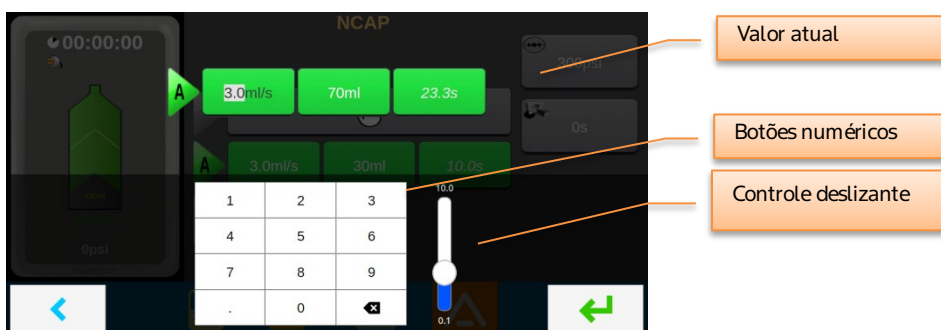 NCAP
00:00:00
A 3.0ml/s 70ml 23.3s
300psi
0s
A 3.0ml/s 30ml 10.0s
0psi
1 2 3
4 5 6
7 8 9
. 0
10.0
0.1
Valor atual
Botões numéricos
Controle deslizante